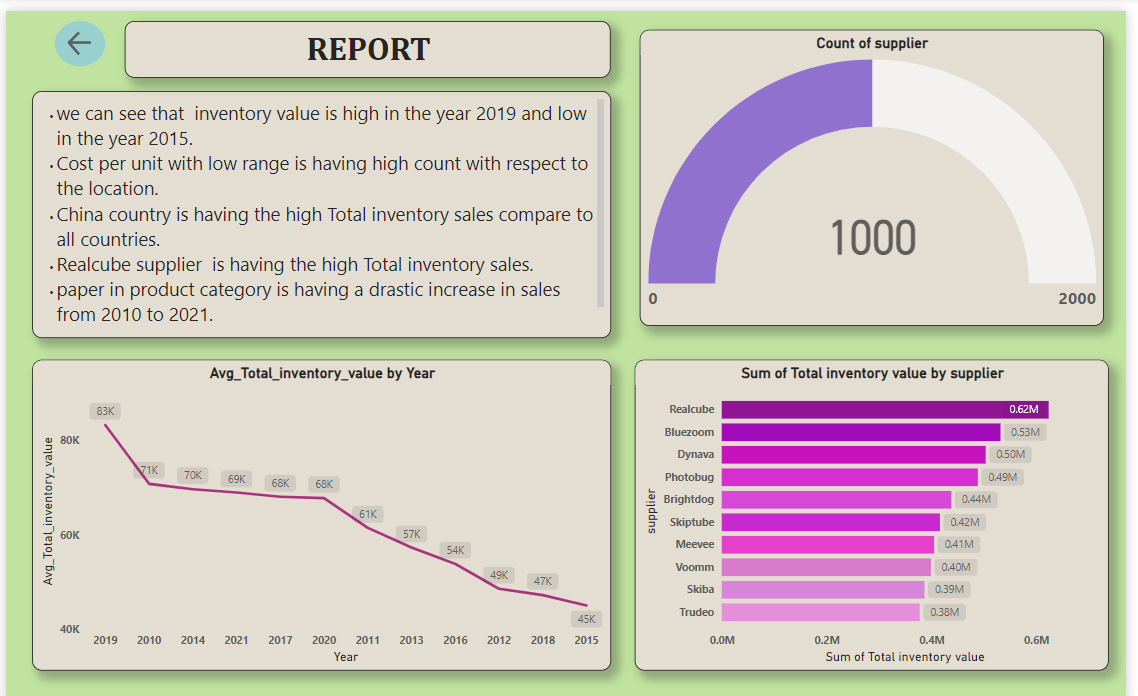 REPORT
• we can see that  inventory value is high in the year 2019 and low
in the year 2015.
• Cost per unit with low range is having high count with respect to
the location.
• China country is having the high Total inventory sales compare to
all countries.
• Realcube supplier  is having the high Total inventory sales.
• paper in product category is having a drastic increase in sales
from 2010 to 2021.
Count of supplier
1000
0
2000
Avg_Total_inventory_value by Year
Avg_Total_inventory_value
80K
60K
40K
83K
71K
70K
69K
68K
68K
61K
57K
54K
49K
47K
45K
2019 2010 2014 2021 2017 2020 2011 2013 2016 2012 2018 2015
Year
Sum of Total inventory value by supplier
supplier
Realcube 0.62M
Bluezoom 0.53M
Dynava 0.50M
Photobug 0.49M
Brightdog 0.44M
Skiptube 0.42M
Meevee 0.41M
Voomm 0.40M
Skiba 0.39M
Trudeo 0.38M
0.0M 0.2M 0.4M 0.6M
Sum of Total inventory value